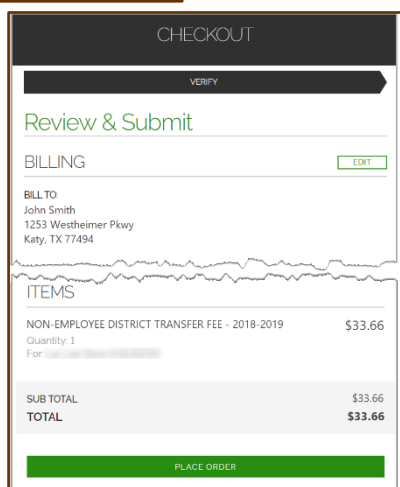 CHECKOUT
VERIFY
Review & Submit
BILLING
EDIT
BILL TO:
John Smith
1253 Westheimer Pkwy
Katy, TX 77494
ITEMS
NON-EMPLOYEE DISTRICT TRANSFER FEE - 2018-2019 $33.66
Quantity: 1
For:
SUB TOTAL $33.66
TOTAL $33.66
PLACE ORDER